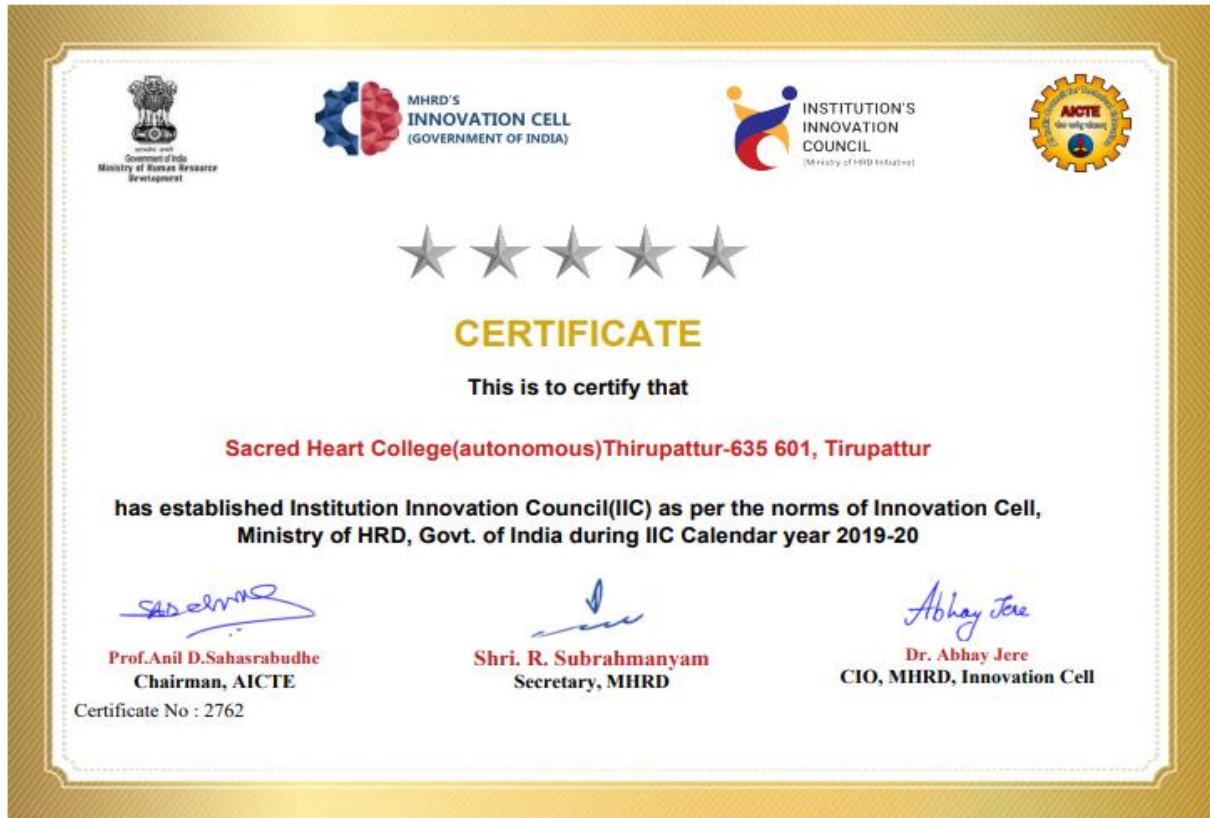 Government of India
Ministry of Human Resource
Development
MHRD'S
INNOVATION CELL
(GOVERNMENT OF INDIA)
INSTITUTION'S
INNOVATION
COUNCIL
(Ministry of HRD Initiative)
AICTE
CERTIFICATE
This is to certify that
Sacred Heart College(autonomous)Thirupattur-635 601, Tirupattur
has established Institution Innovation Council(IIC) as per the norms of Innovation Cell,
Ministry of HRD, Govt. of India during IIC Calendar year 2019-20
Abhay Jere
Prof.Anil D.Sahasrabudhe
Chairman, AICTE
Shri. R. Subrahmanyam
Secretary, MHRD
Dr. Abhay Jere
CIO, MHRD, Innovation Cell
Certificate No : 2762